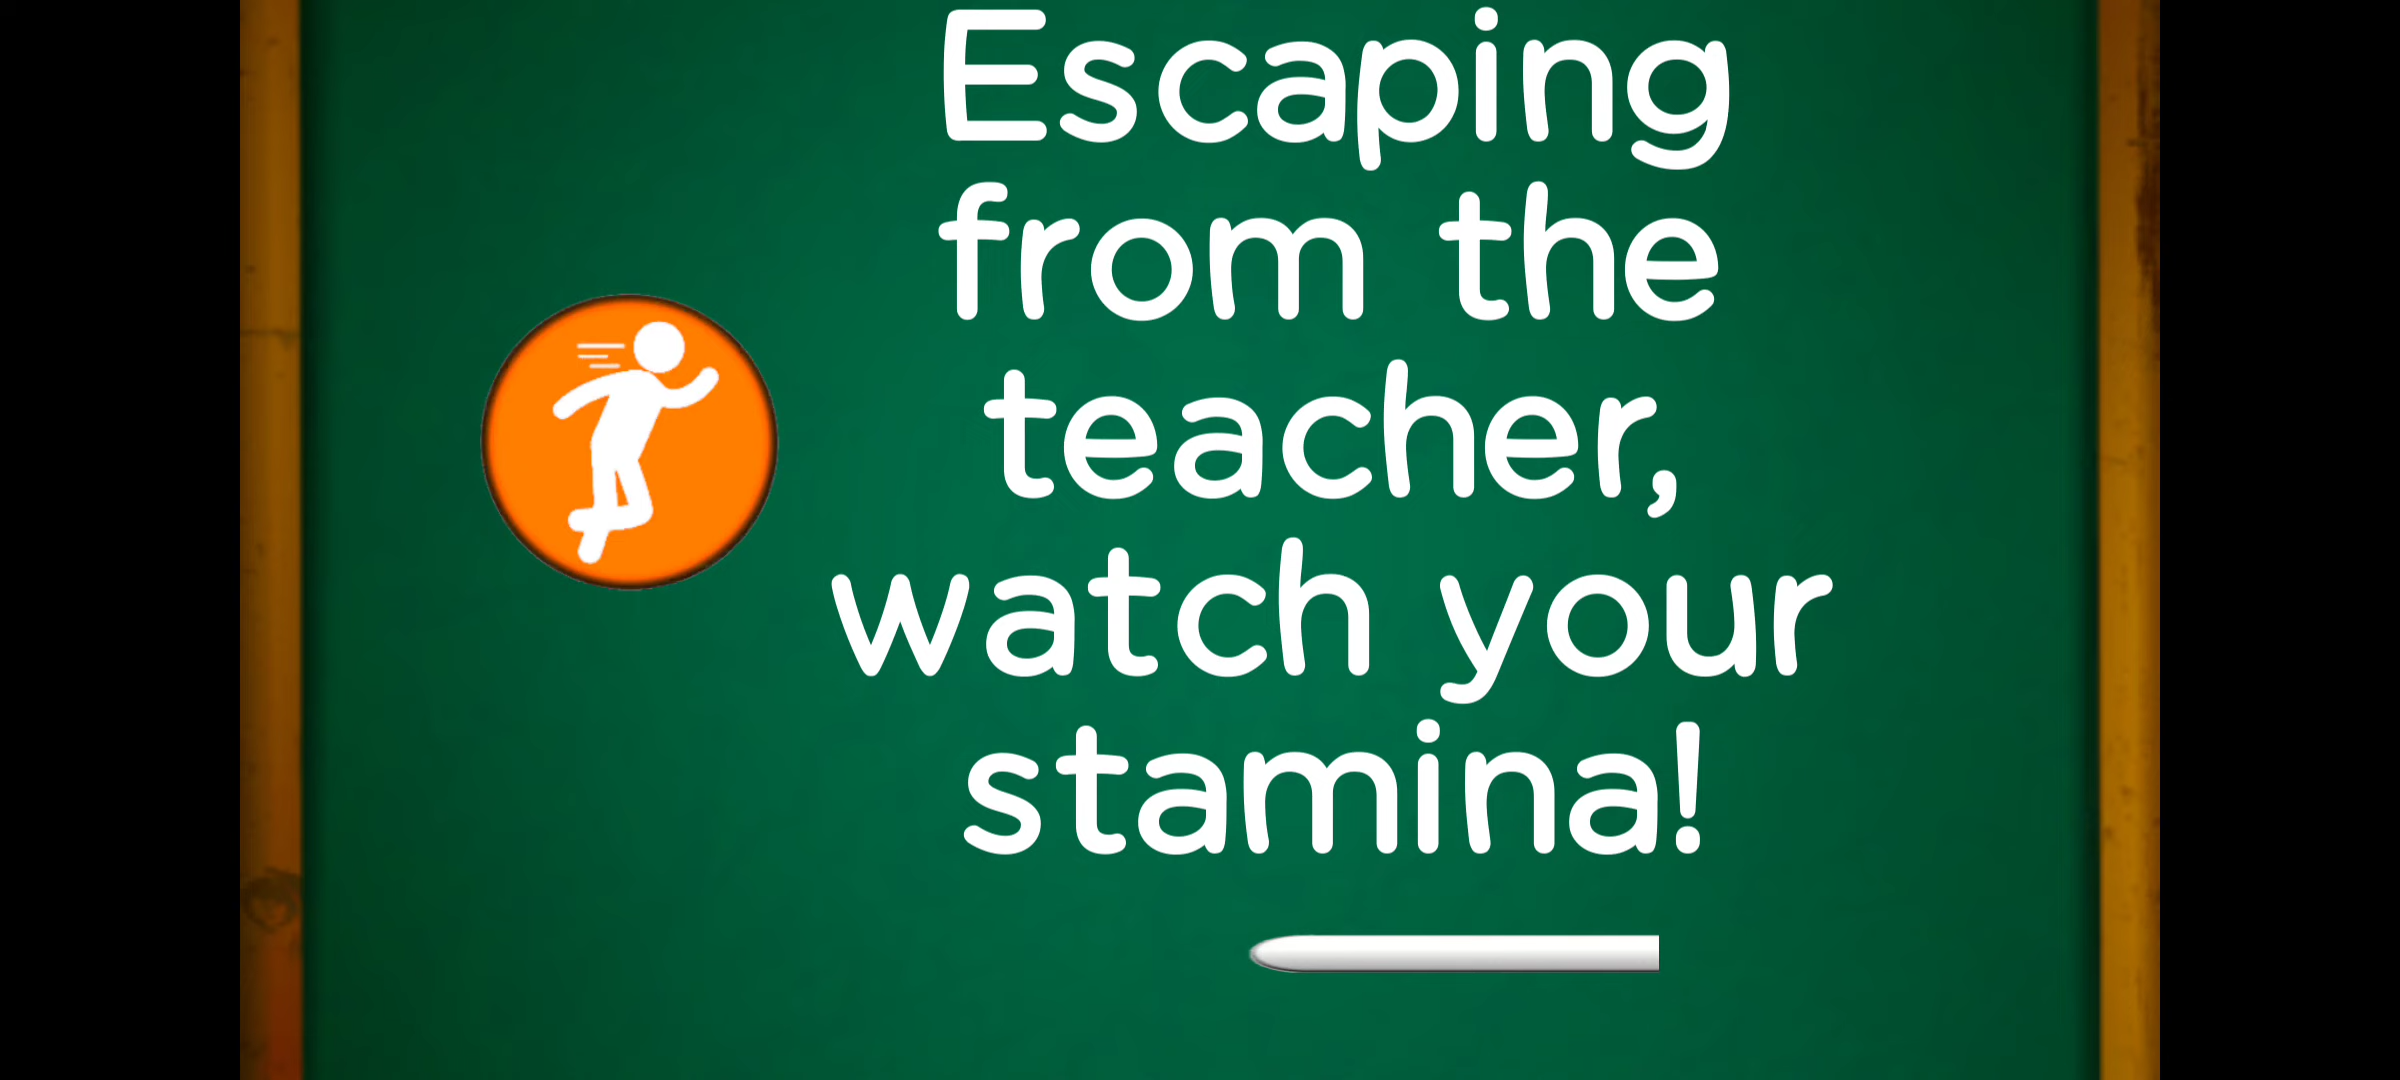 Escaping
from the
teacher,
watch your
stamina!